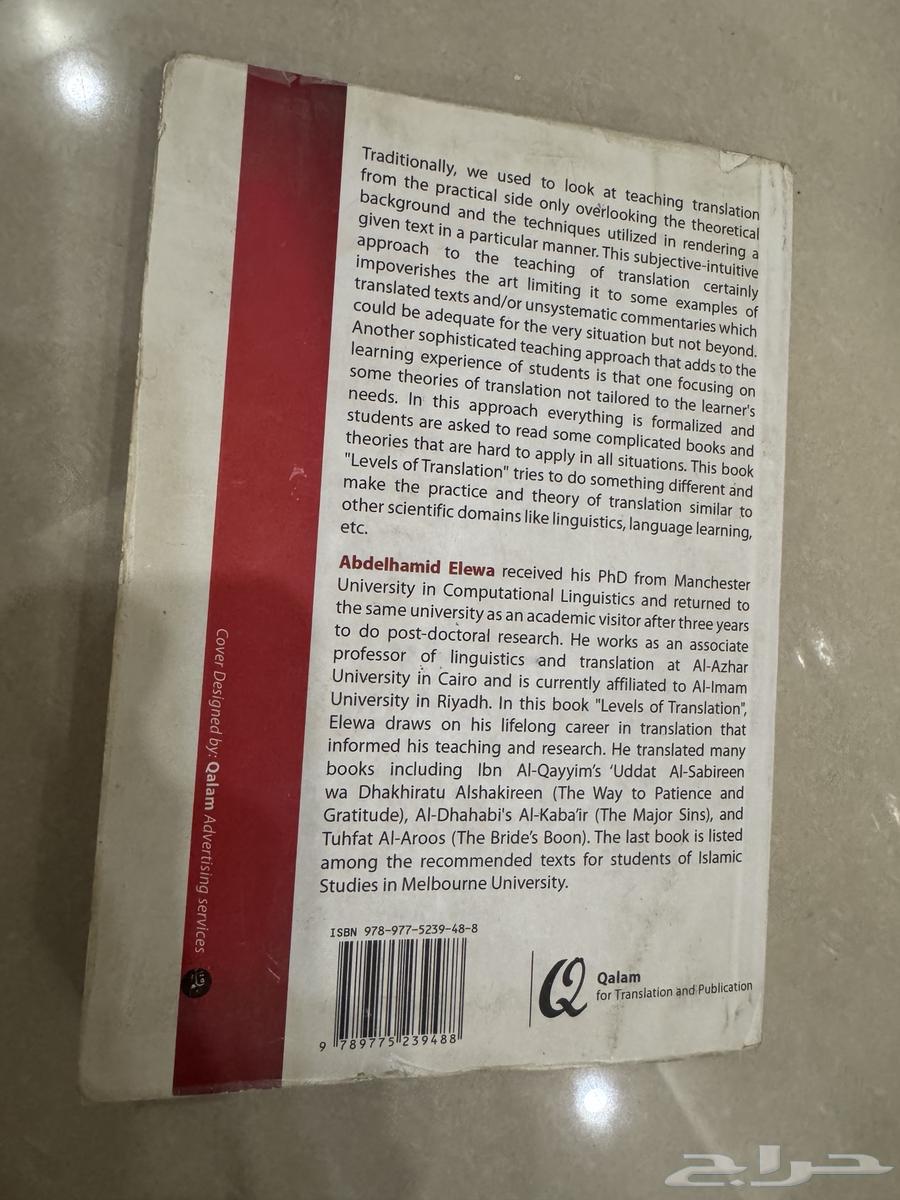 Traditionally, we used to look at teaching translation
from the practical side only overlooking the theoretical
background and the techniques utilized in rendering a
given text in a particular manner. This subjective-intuitive
approach to the teaching of translation certainly
impoverishes the art limiting it to some examples of
translated texts and/or unsystematic commentaries which
could be adequate for the very situation but not beyond.
Another sophisticated teaching approach that adds to the
learning experience of students is that one focusing on
some theories of translation not tailored to the learner's
needs. In this approach everything is formalized and
students are asked to read some complicated books and
theories that are hard to apply in all situations. This book
"Levels of Translation" tries to do something different and
make the practice and theory of translation similar to
other scientific domains like linguistics, language learning,
etc.
Abdelhamid Elewa received his PhD from Manchester
University in Computational Linguistics and returned to
the same university as an academic visitor after three years
to do post-doctoral research. He works as an associate
professor of linguistics and translation at Al-Azhar
University in Cairo and is currently affiliated to Al-Imam
University in Riyadh. In this book "Levels of Translation",
Elewa draws on his lifelong career in translation that
informed his teaching and research. He translated many
books including Ibn Al-Qayyim's 'Uddat Al-Sabireen
wa Dhakhiratu Alshakireen (The Way to Patience and
Gratitude), Al-Dhahabi's Al-Kaba'ir (The Major Sins), and
Tuhfat Al-Aroos (The Bride's Boon). The last book is listed
among the recommended texts for students of Islamic
Studies in Melbourne University.
Cover Designed by: Qalam Advertising services
ISBN 978-977-5239-48-8
9 789775 239488
Qalam
for Translation and Publication
حراج